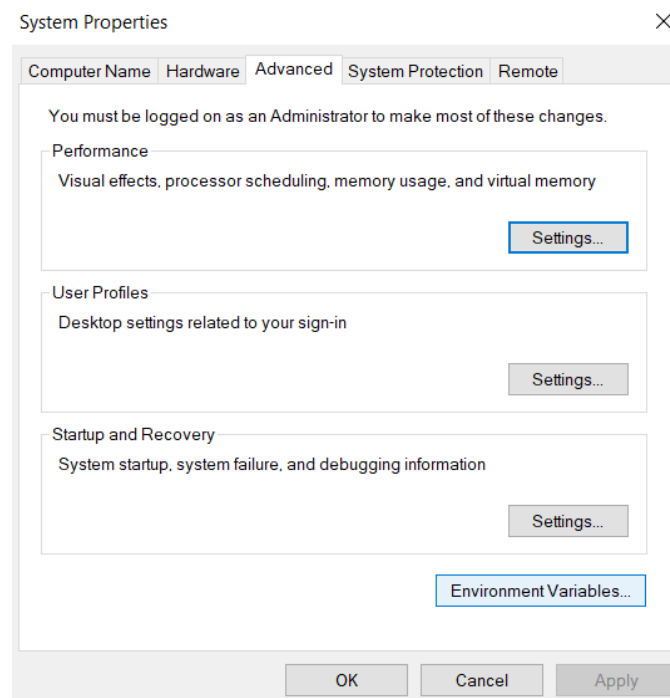 System Properties
Computer Name Hardware Advanced System Protection Remote
You must be logged on as an Administrator to make most of these changes.
Performance
Visual effects, processor scheduling, memory usage, and virtual memory
Settings...
User Profiles
Desktop settings related to your sign-in
Settings...
Startup and Recovery
System startup, system failure, and debugging information
Settings...
Environment Variables...
OK Cancel Apply